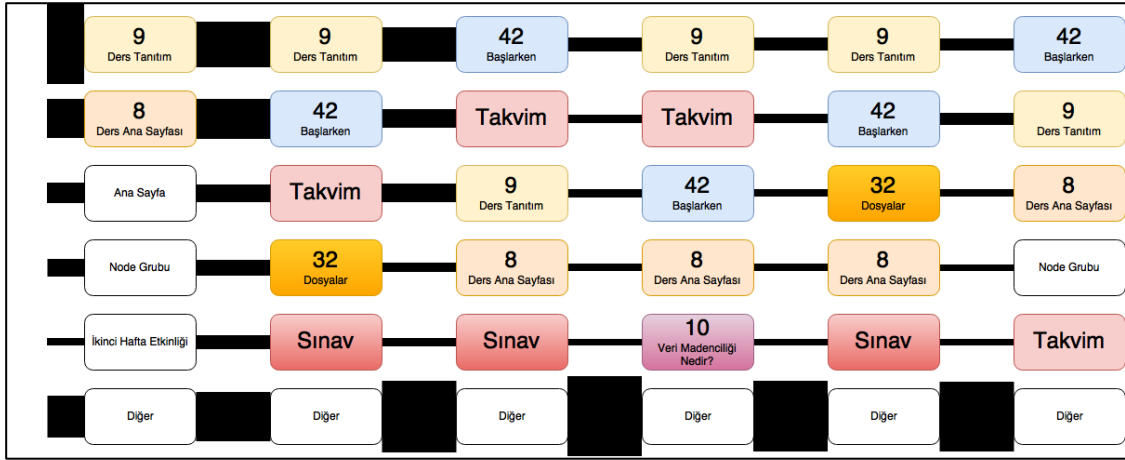 9
Ders Tanıtım
9
Ders Tanıtım
42
Başlarken
9
Ders Tanıtım
9
Ders Tanıtım
42
Başlarken
8
Ders Ana Sayfası
42
Başlarken
Takvim
Takvim
42
Başlarken
9
Ders Tanıtım
Ana Sayfa
Takvim
9
Ders Tanıtım
42
Başlarken
32
Dosyalar
8
Ders Ana Sayfası
Node Grubu
32
Dosyalar
8
Ders Ana Sayfası
8
Ders Ana Sayfası
8
Ders Ana Sayfası
Node Grubu
İkinci Hafta Etkinliği
Sınav
Sınav
10
Veri Madenciliği
Nedir?
Sınav
Takvim
Diğer
Diğer
Diğer
Diğer
Diğer
Diğer